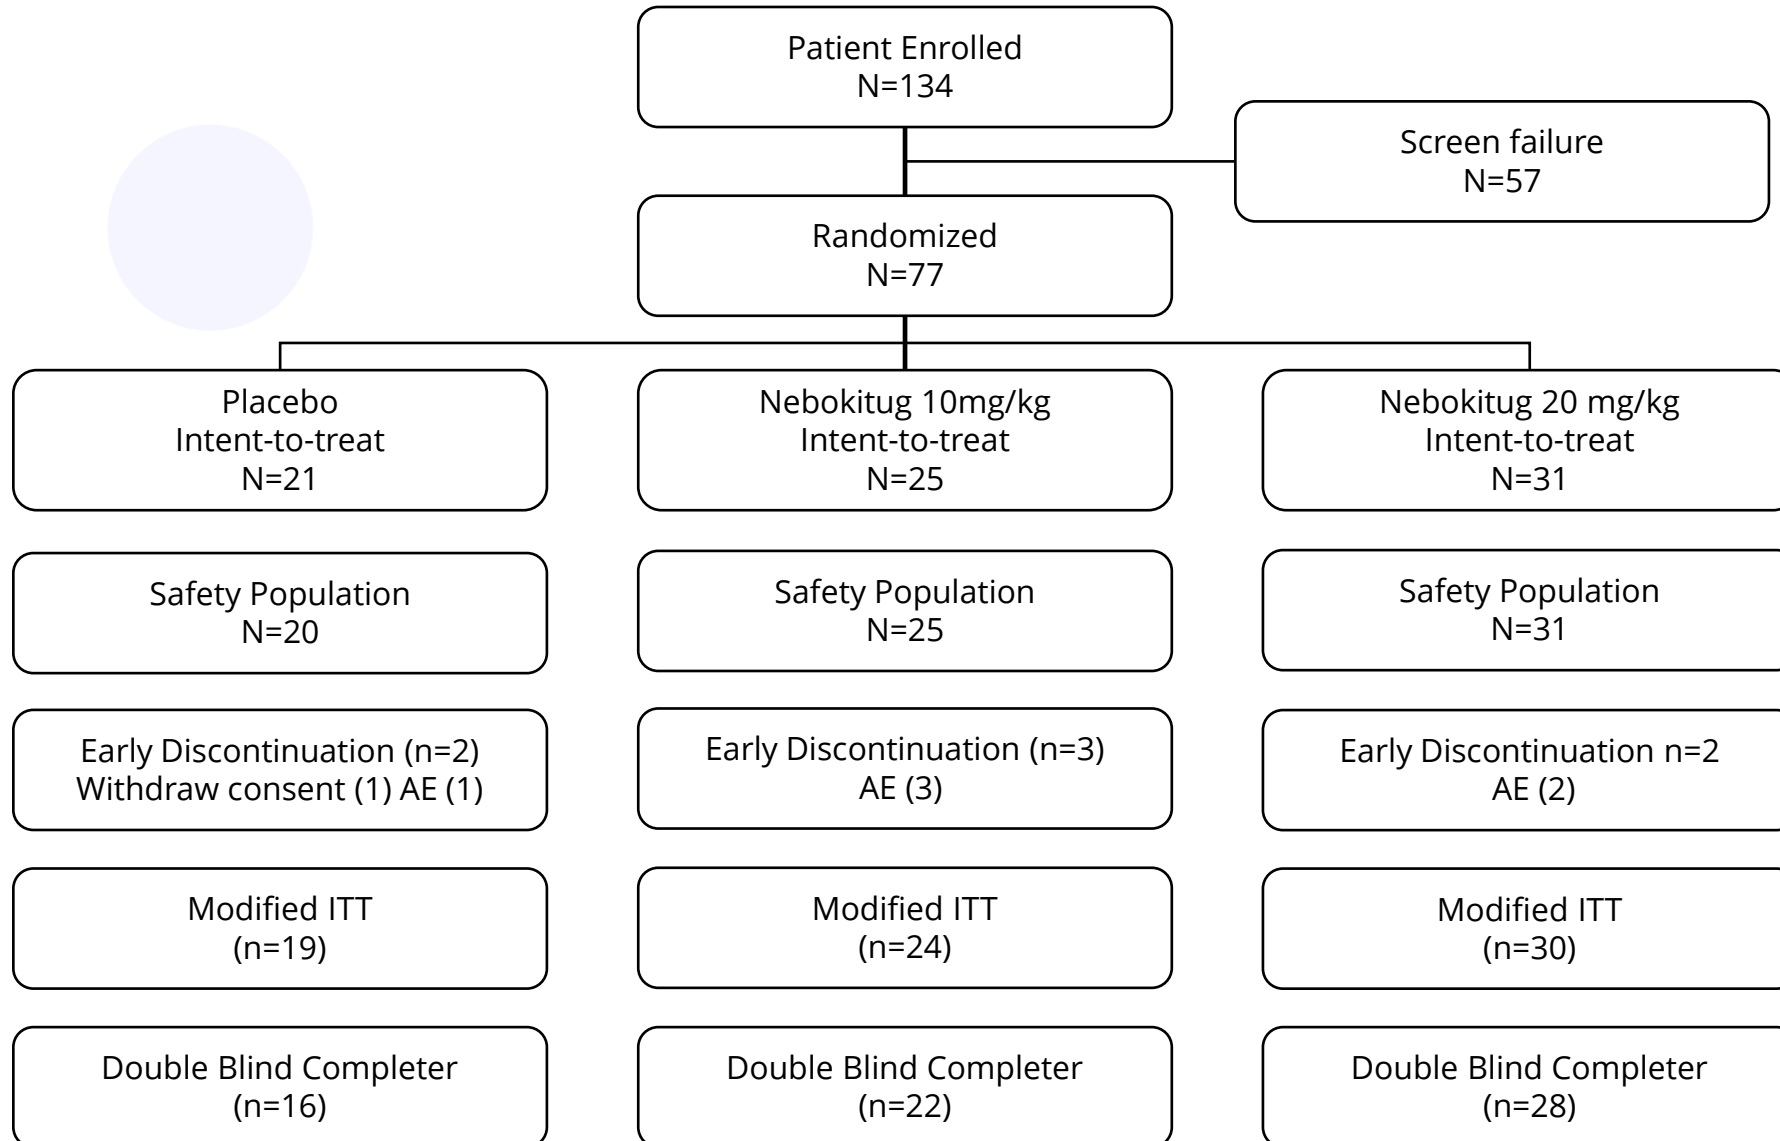 Patient Enrolled
N=134
Screen failure
N=57
Randomized
N=77
Placebo
Intent-to-treat
N=21
Nebokitug 10mg/kg
Intent-to-treat
N=25
Nebokitug 20 mg/kg
Intent-to-treat
N=31
Safety Population
N=20
Safety Population
N=25
Safety Population
N=31
Early Discontinuation (n=2)
Withdraw consent (1) AE (1)
Early Discontinuation (n=3)
AE (3)
Early Discontinuation n=2
AE (2)
Modified ITT
(n=19)
Modified ITT
(n=24)
Modified ITT
(n=30)
Double Blind Completer
(n=16)
Double Blind Completer
(n=22)
Double Blind Completer
(n=28)